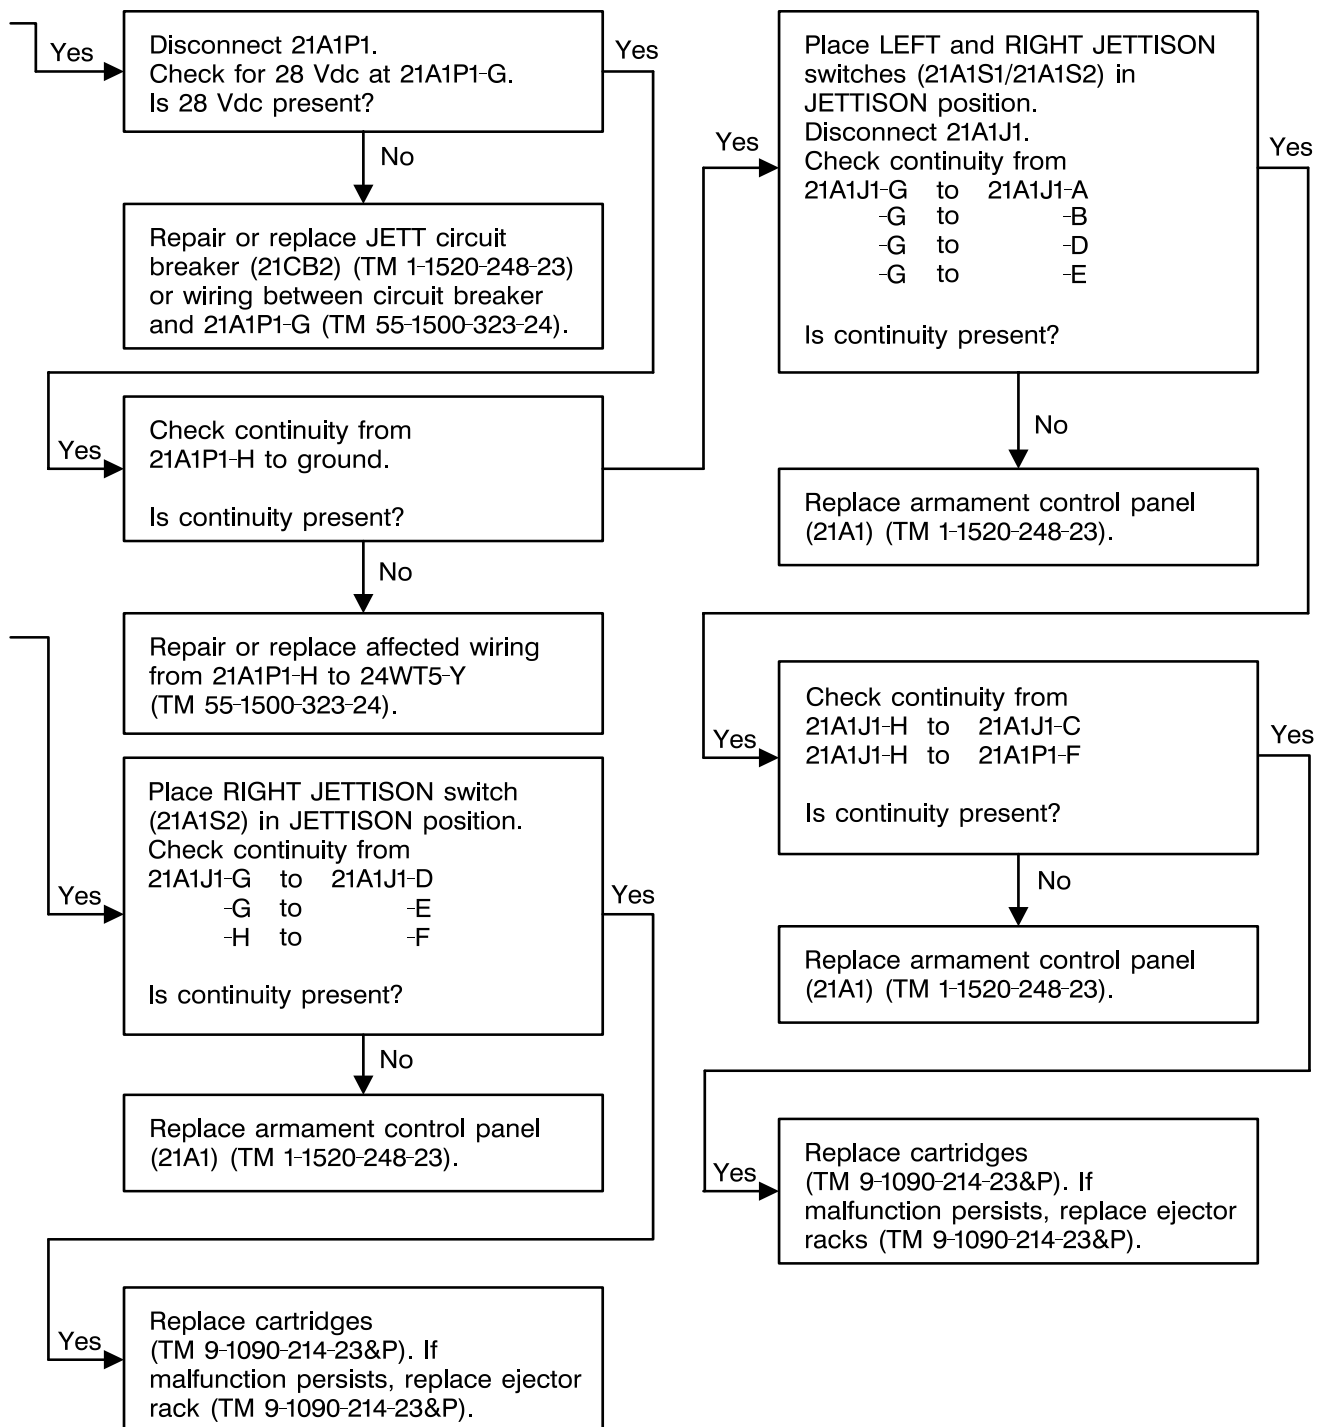 Yes
Disconnect 21A1P1.
Check for 28 Vdc at 21A1P1-G.
Is 28 Vdc present?
Yes
No
Repair or replace JETT circuit
breaker (21CB2) (TM 1-1520-248-23)
or wiring between circuit breaker
and 21A1P1-G (TM 55-1500-323-24).
Yes
Check continuity from
21A1P1-H to ground.
Is continuity present?
No
Repair or replace affected wiring
from 21A1P1-H to 24WT5-Y
(TM 55-1500-323-24).
Yes
Place RIGHT JETTISON switch
(21A1S2) in JETTISON position.
Check continuity from
21A1J1-G to 21A1J1-D
-G to -E
-H to -F
Is continuity present?
Yes
No
Replace armament control panel
(21A1) (TM 1-1520-248-23).
Yes
Replace cartridges
(TM 9-1090-214-23&P). If
malfunction persists, replace ejector
rack (TM 9-1090-214-23&P).
Yes
Place LEFT and RIGHT JETTISON
switches (21A1S1/21A1S2) in
JETTISON position.
Disconnect 21A1J1.
Check continuity from
21A1J1-G to 21A1J1-A
-G to -B
-G to -D
-G to -E
Is continuity present?
Yes
No
Replace armament control panel
(21A1) (TM 1-1520-248-23).
Yes
Check continuity from
21A1J1-H to 21A1J1-C
21A1J1-H to 21A1P1-F
Is continuity present?
Yes
No
Replace armament control panel
(21A1) (TM 1-1520-248-23).
Yes
Replace cartridges
(TM 9-1090-214-23&P). If
malfunction persists, replace ejector
racks (TM 9-1090-214-23&P).